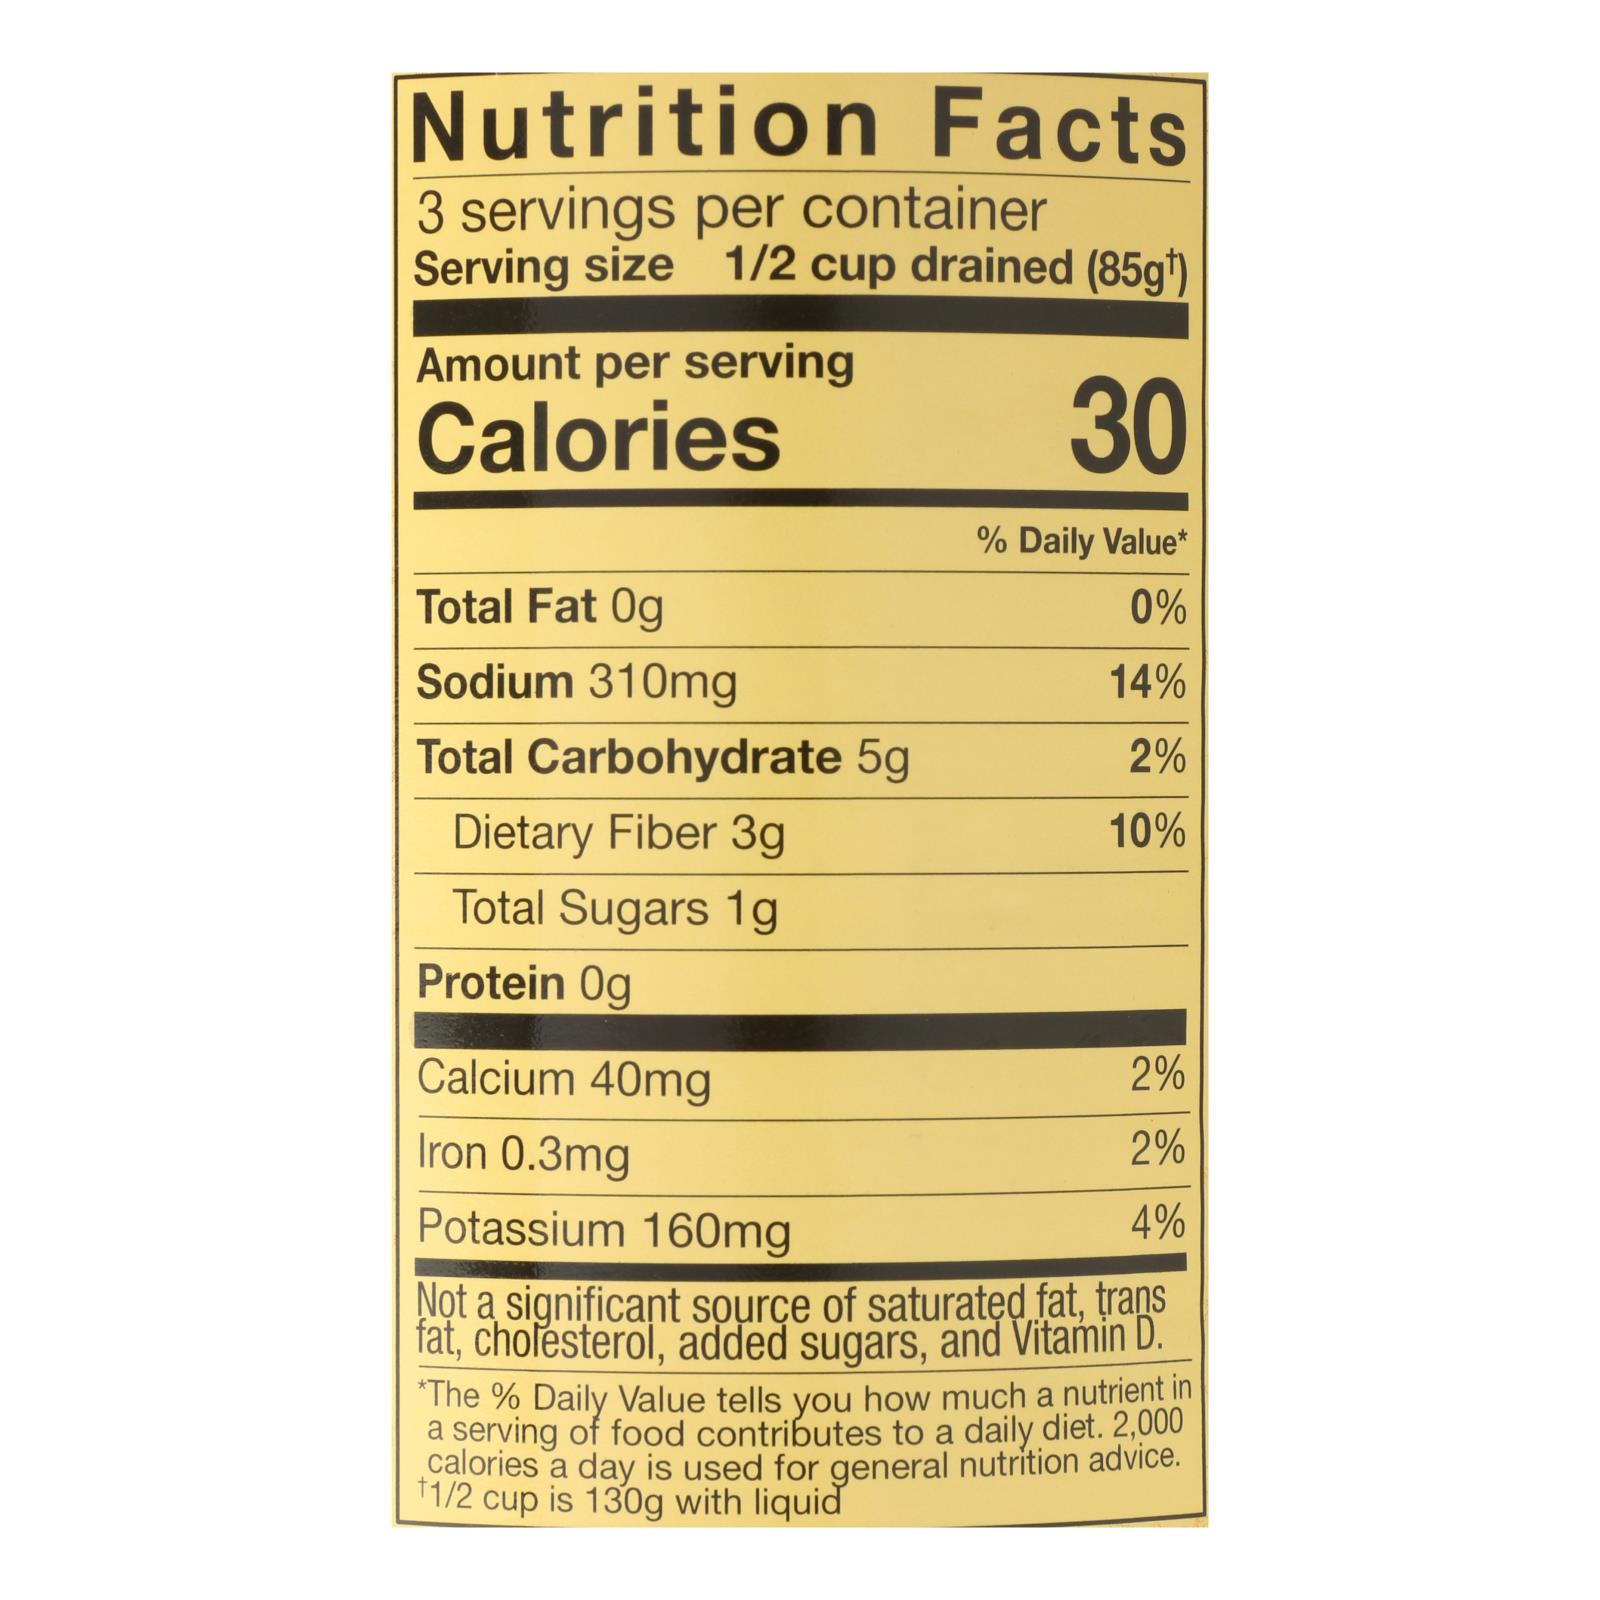 Nutrition Facts
3 servings per container
Serving size 1/2 cup drained (85g†)
Amount per serving
Calories 30
% Daily Value*
Total Fat 0g 0%
Sodium 310mg 14%
Total Carbohydrate 5g 2%
Dietary Fiber 3g 10%
Total Sugars 1g
Protein 0g
Calcium 40mg 2%
Iron 0.3mg 2%
Potassium 160mg 4%
Not a significant source of saturated fat, trans
fat, cholesterol, added sugars, and Vitamin D.
*The % Daily Value tells you how much a nutrient in
a serving of food contributes to a daily diet. 2,000
calories a day is used for general nutrition advice.
†1/2 cup is 130g with liquid